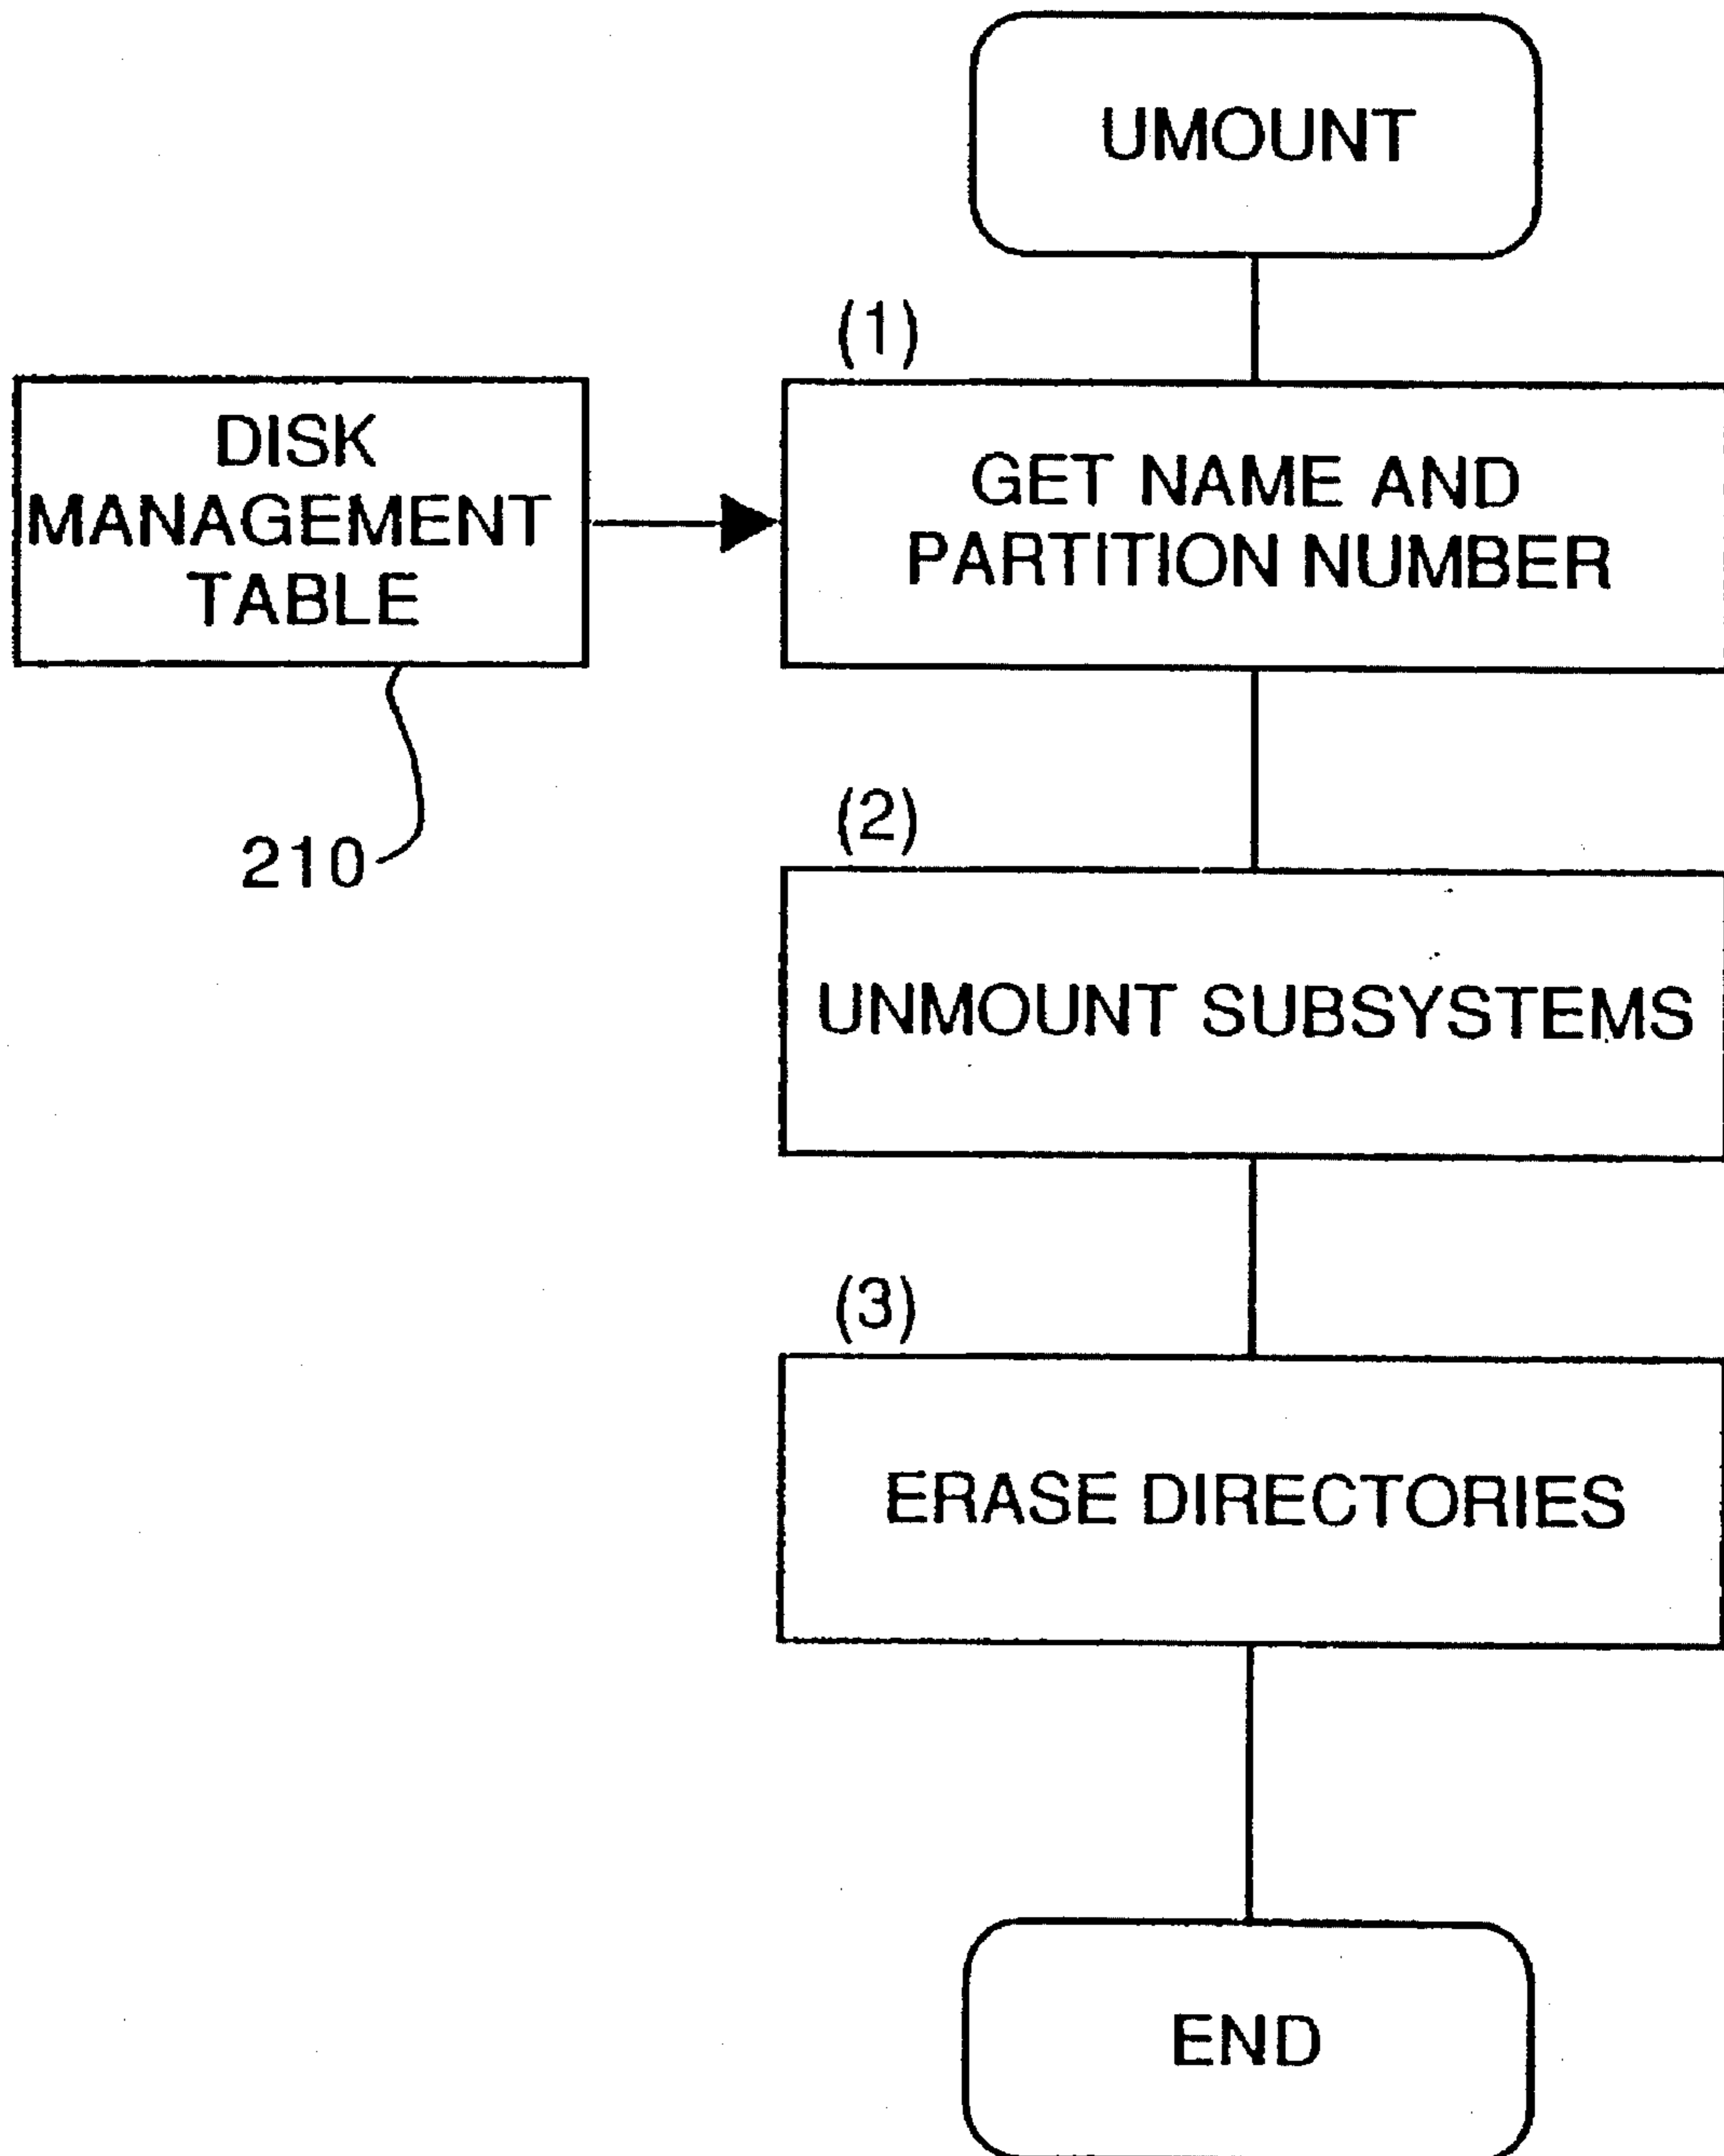 UMOUNT
(1)
DISK
MANAGEMENT
TABLE
GET NAME AND
PARTITION NUMBER
210
(2)
UNMOUNT SUBSYSTEMS
(3)
ERASE DIRECTORIES
END